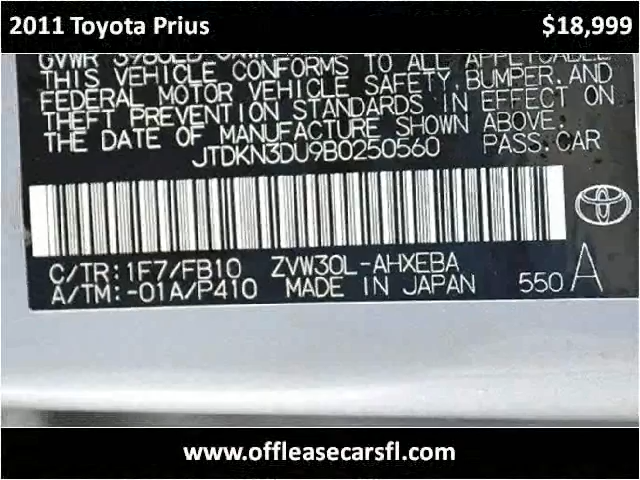 2011 Toyota Prius $18,999
GVWR 3980LB
THIS VEHICLE CONFORMS TO ALL APPLICABLE
FEDERAL MOTOR VEHICLE SAFETY, BUMPER, AND
THEFT PREVENTION STANDARDS IN EFFECT ON
THE DATE OF MANUFACTURE SHOWN ABOVE.
JTDKN3DU9B0250560 PASS. CAR
C/TR: 1F7/FB10 ZVW30L-AHXEBA
A/TM: -01A/P410 MADE IN JAPAN 550 A
www.offleasecarsfl.com